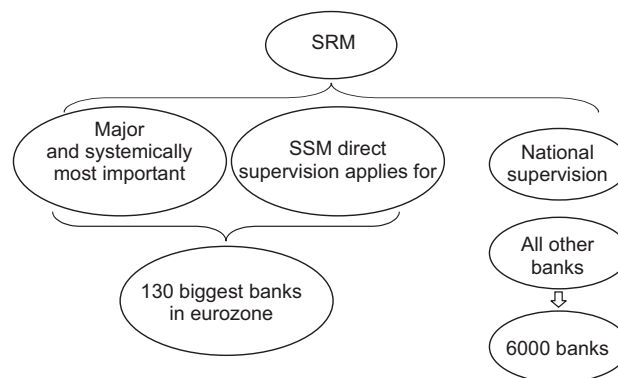 SRM
Major
and systemically
most important
SSM direct
supervision applies for
National
supervision
All other
banks
130 biggest banks
in eurozone
6000 banks